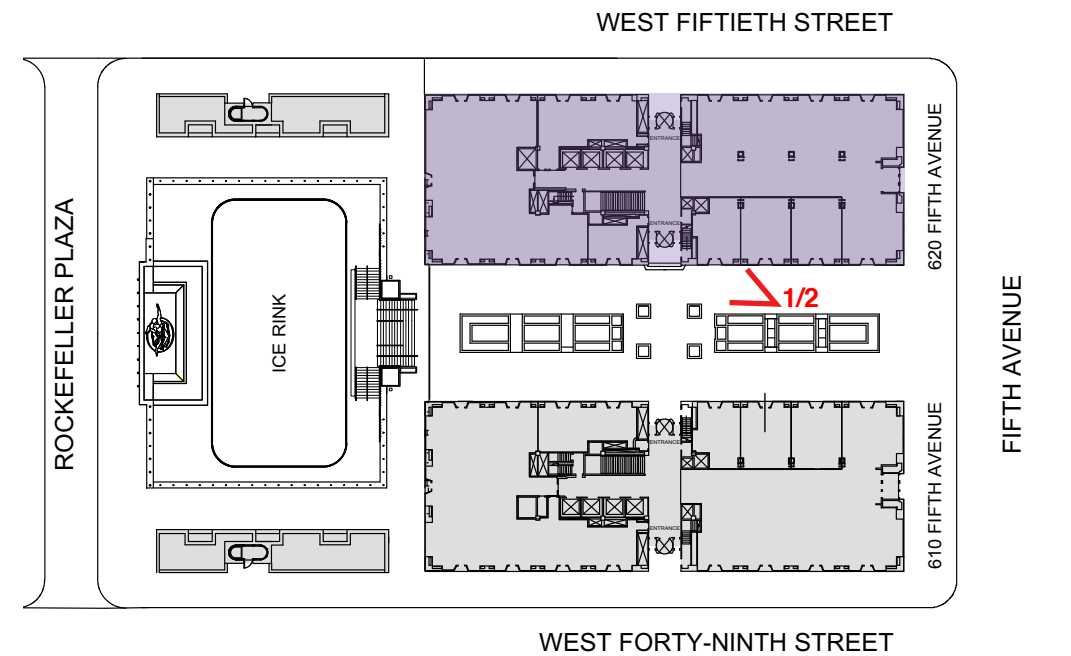 WEST FIFTIETH STREET
ENTRANCE
620 FIFTH AVENUE
ROCKEFELLER PLAZA
ENTRANCE
1/2
ICE RINK
FIFTH AVENUE
ENTRANCE
610 FIFTH AVENUE
ENTRANCE
WEST FORTY-NINTH STREET